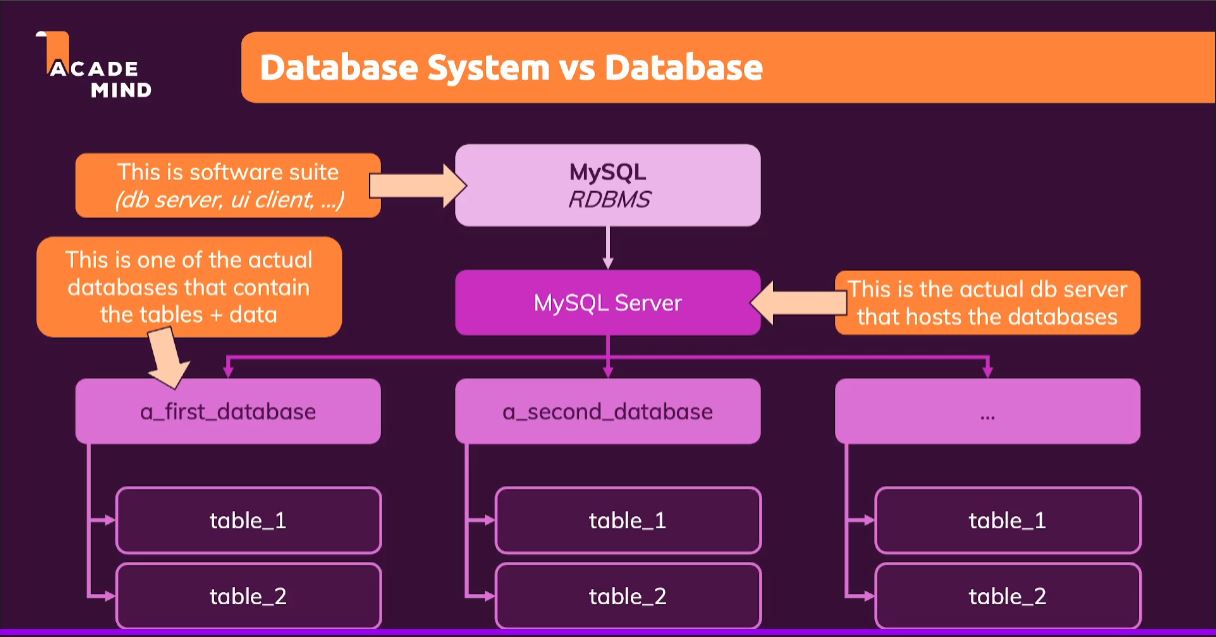 ACADE
MIND
Database System vs Database
This is software suite
(db server, ui client, ...)
MySQL
RDBMS
This is one of the actual
databases that contain
the tables + data
MySQL Server
This is the actual db server
that hosts the databases
a_first_database
a_second_database
...
table_1
table_1
table_1
table_2
table_2
table_2